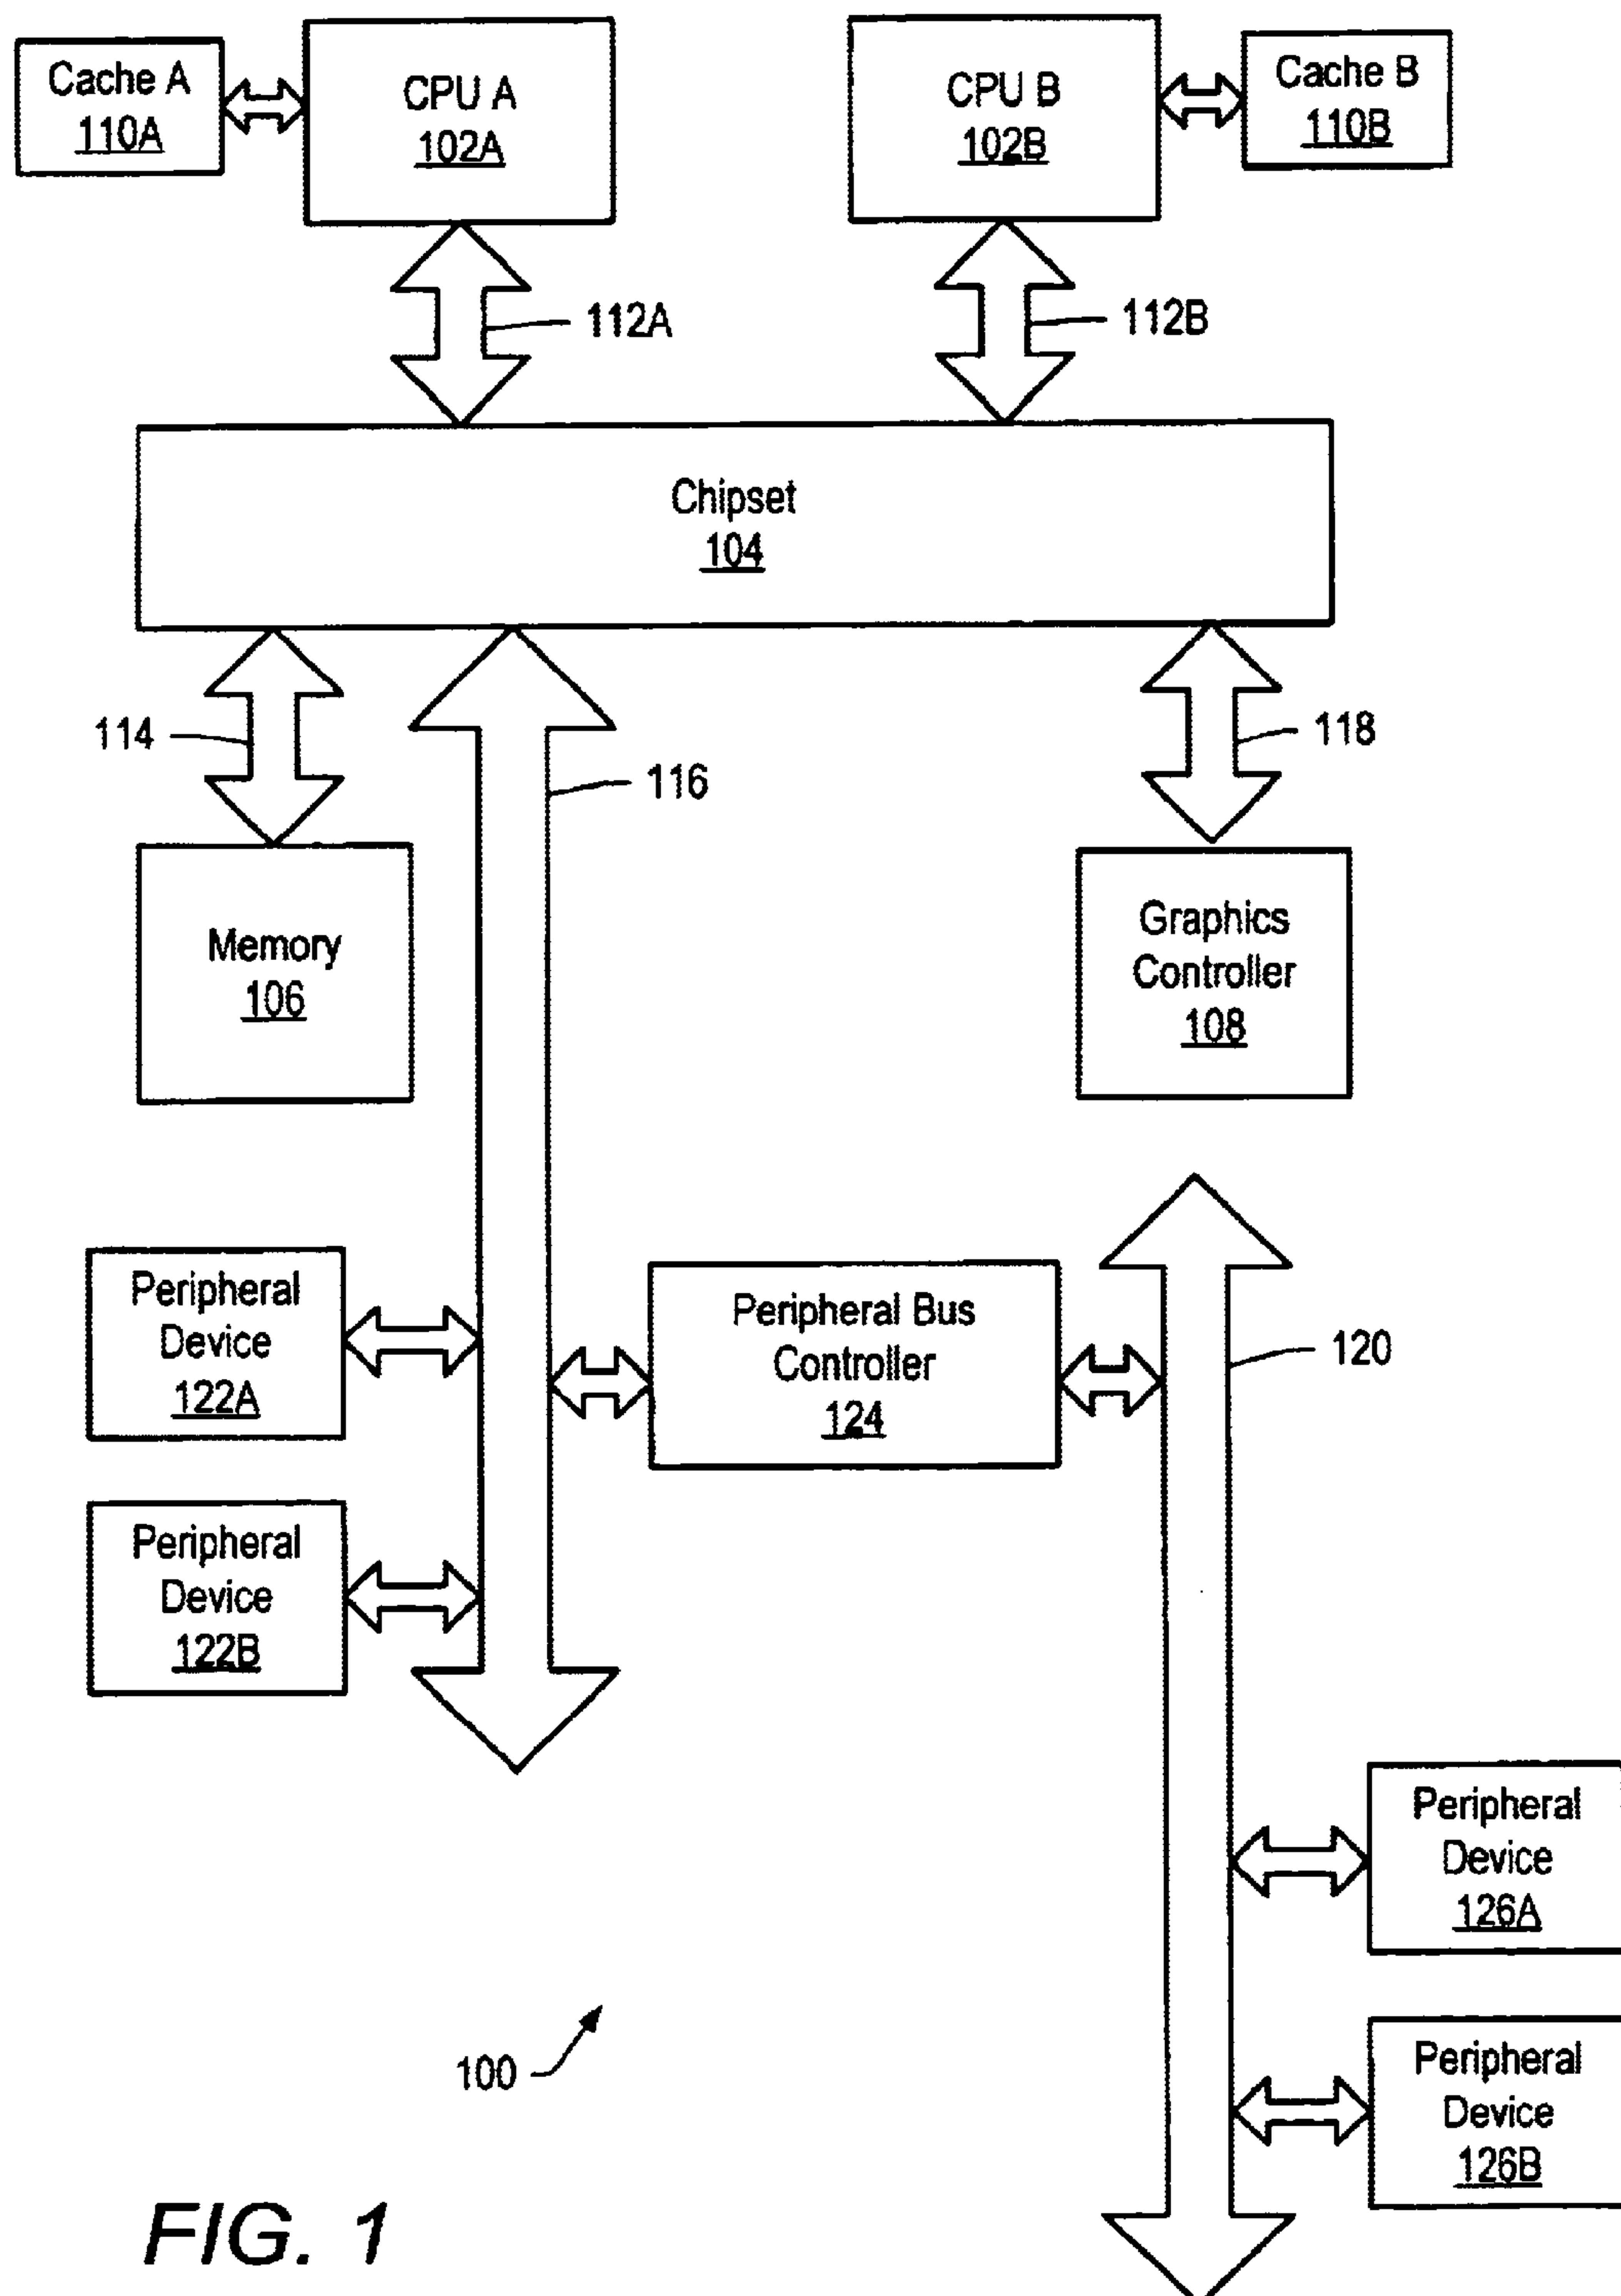 Cache A
110A
CPU A
102A
CPU B
102B
Cache B
110B
112A
112B
Chipset
104
114
116
118
Memory
106
Graphics
Controller
108
Peripheral
Device
122A
Peripheral Bus
Controller
124
120
Peripheral
Device
122B
Peripheral
Device
126A
100
Peripheral
Device
126B
FIG. 1